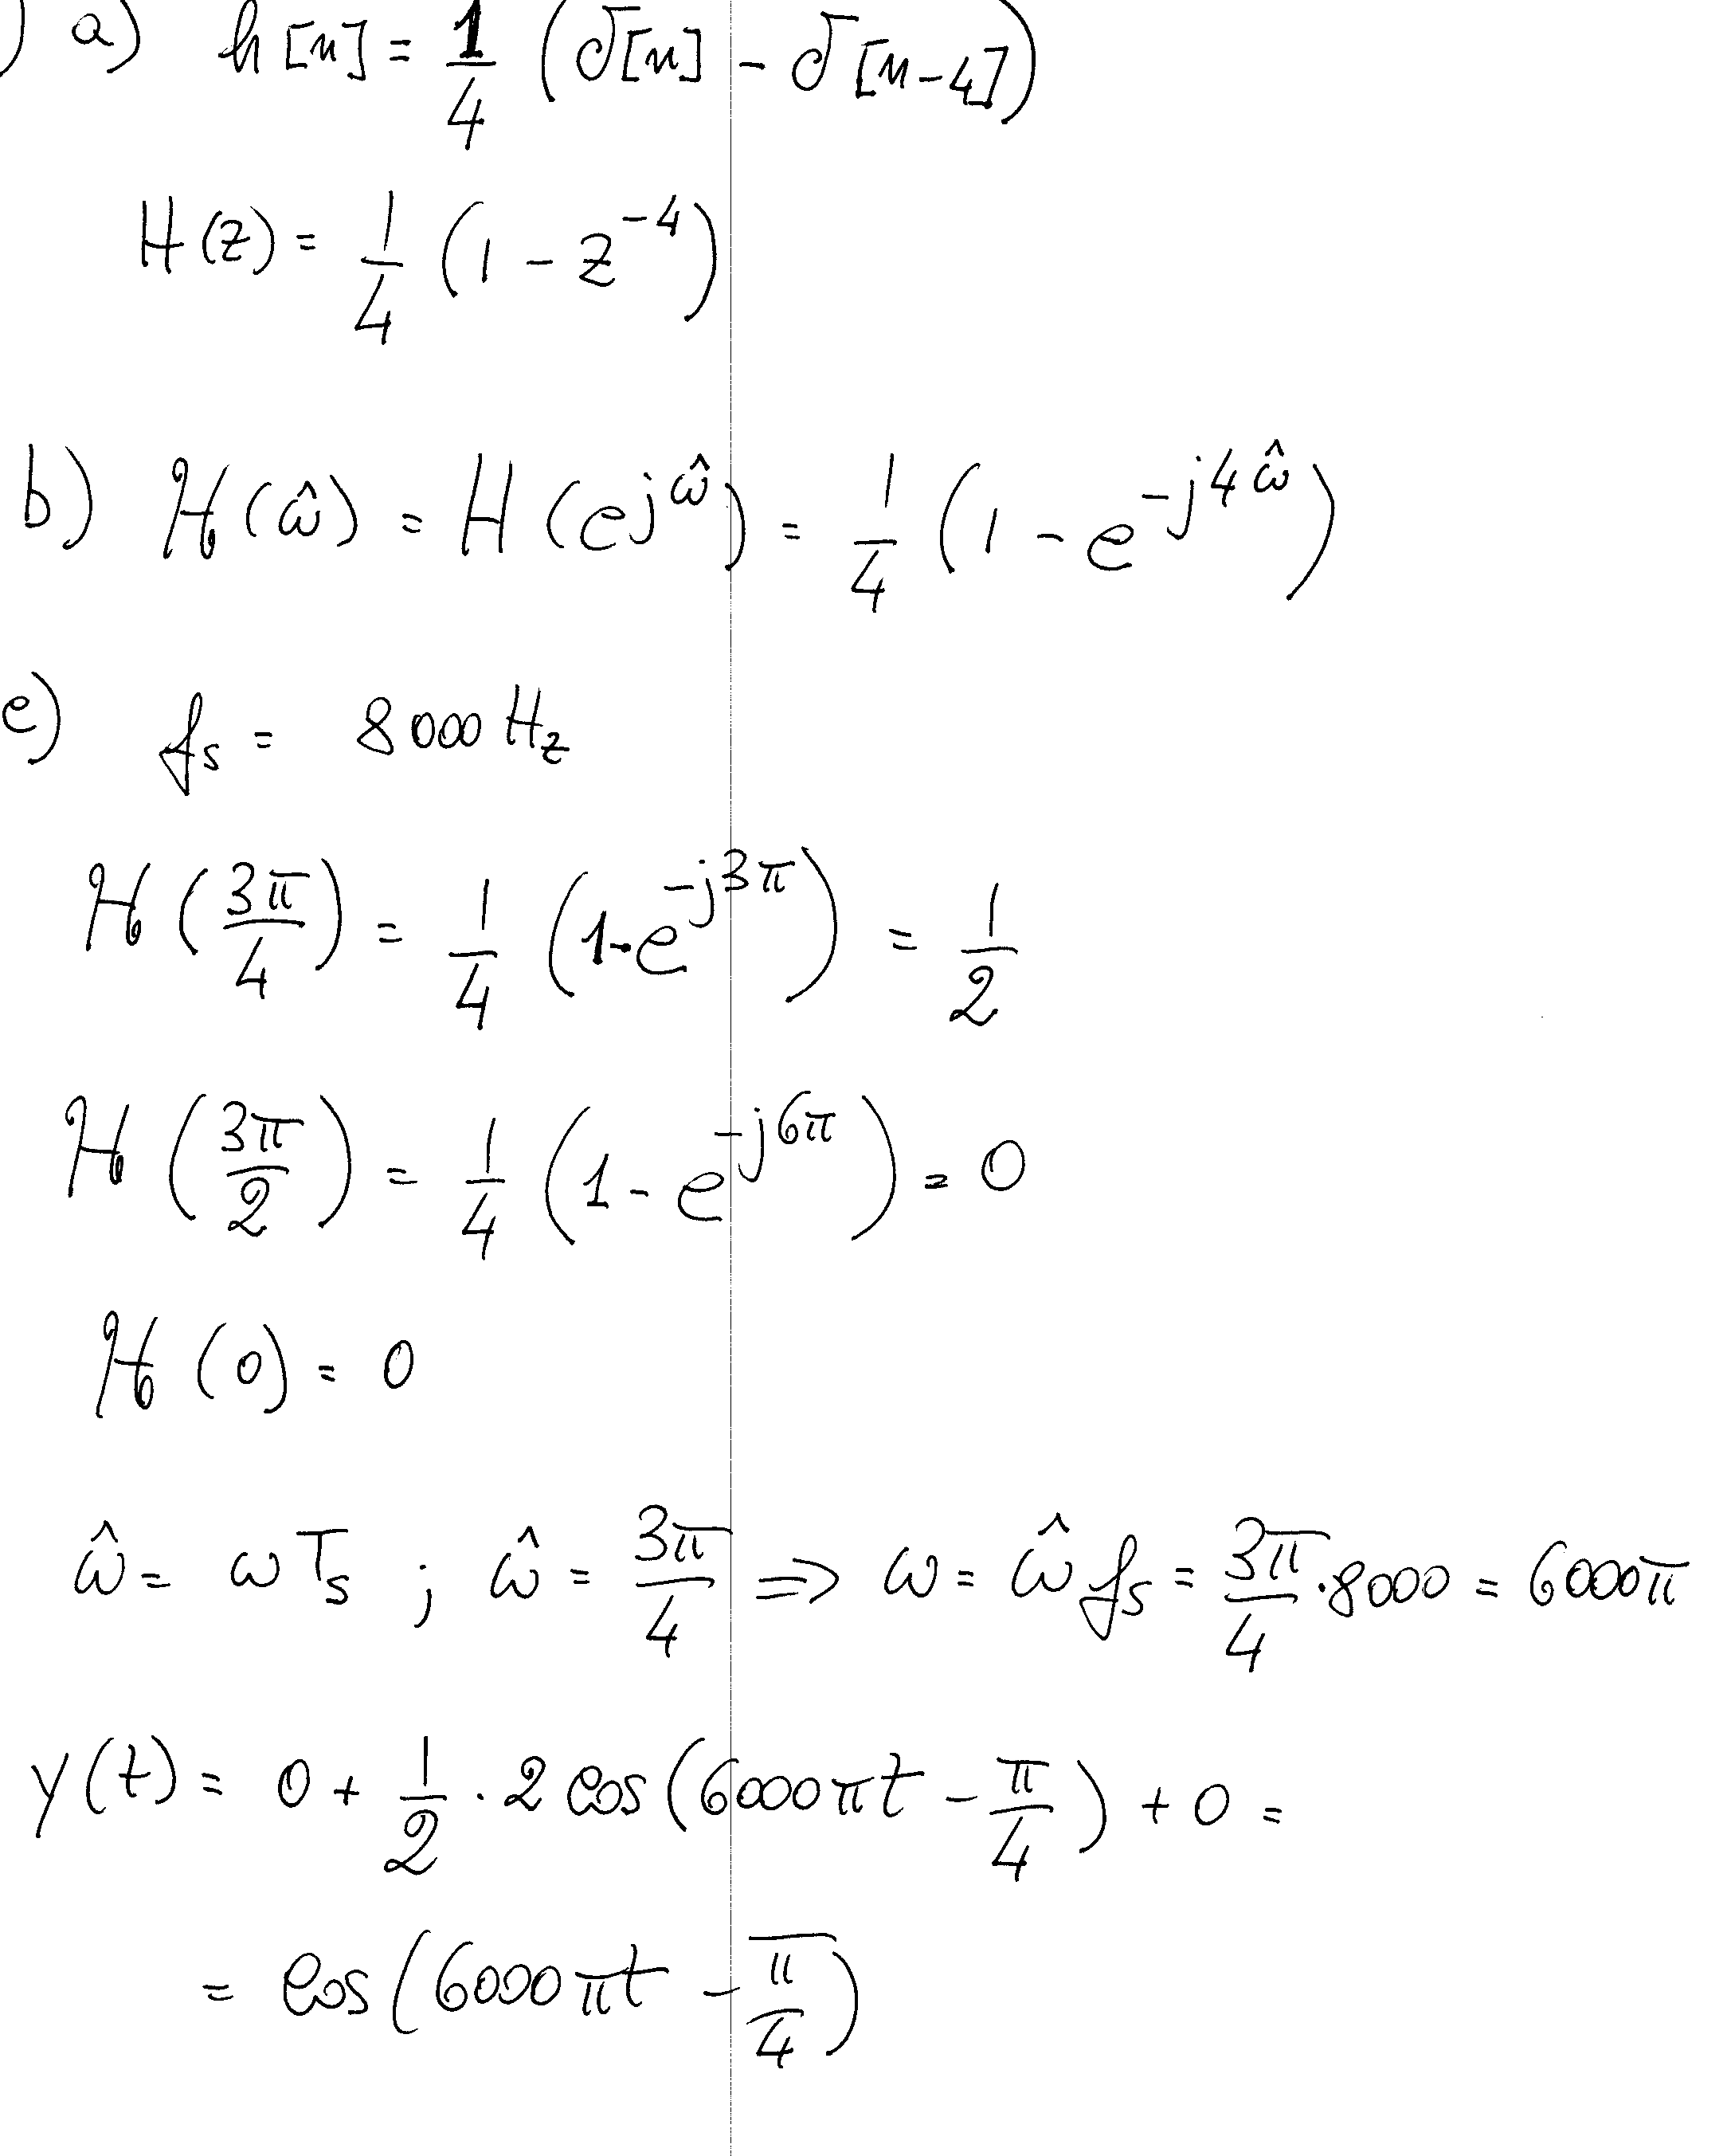 ) a) h[n] = 1/4 (δ[n] - δ[n-4])
H(z) = 1/4 (1 - z^-4)
b) ℋ(ω̂) = H(e^jω̂) = 1/4 (1 - e^-j4ω̂)
c) fs = 8000 Hz
ℋ(3π/4) = 1/4 (1 - e^-j3π) = 1/2
ℋ(3π/2) = 1/4 (1 - e^-j6π) = 0
ℋ(0) = 0
ω̂ = ωTs ; ω̂ = 3π/4 => ω = ω̂ fs = 3π/4 · 8000 = 6000π
y(t) = 0 + 1/2 · 2 cos(6000πt - π/4) + 0 =
= cos(6000πt - π/4)